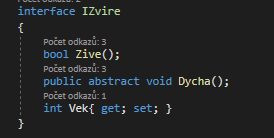 interface IZvire
{
Počet odkazů: 3
bool Zive();
Počet odkazů: 3
public abstract void Dycha();
Počet odkazů: 1
int Vek{ get; set; }
}